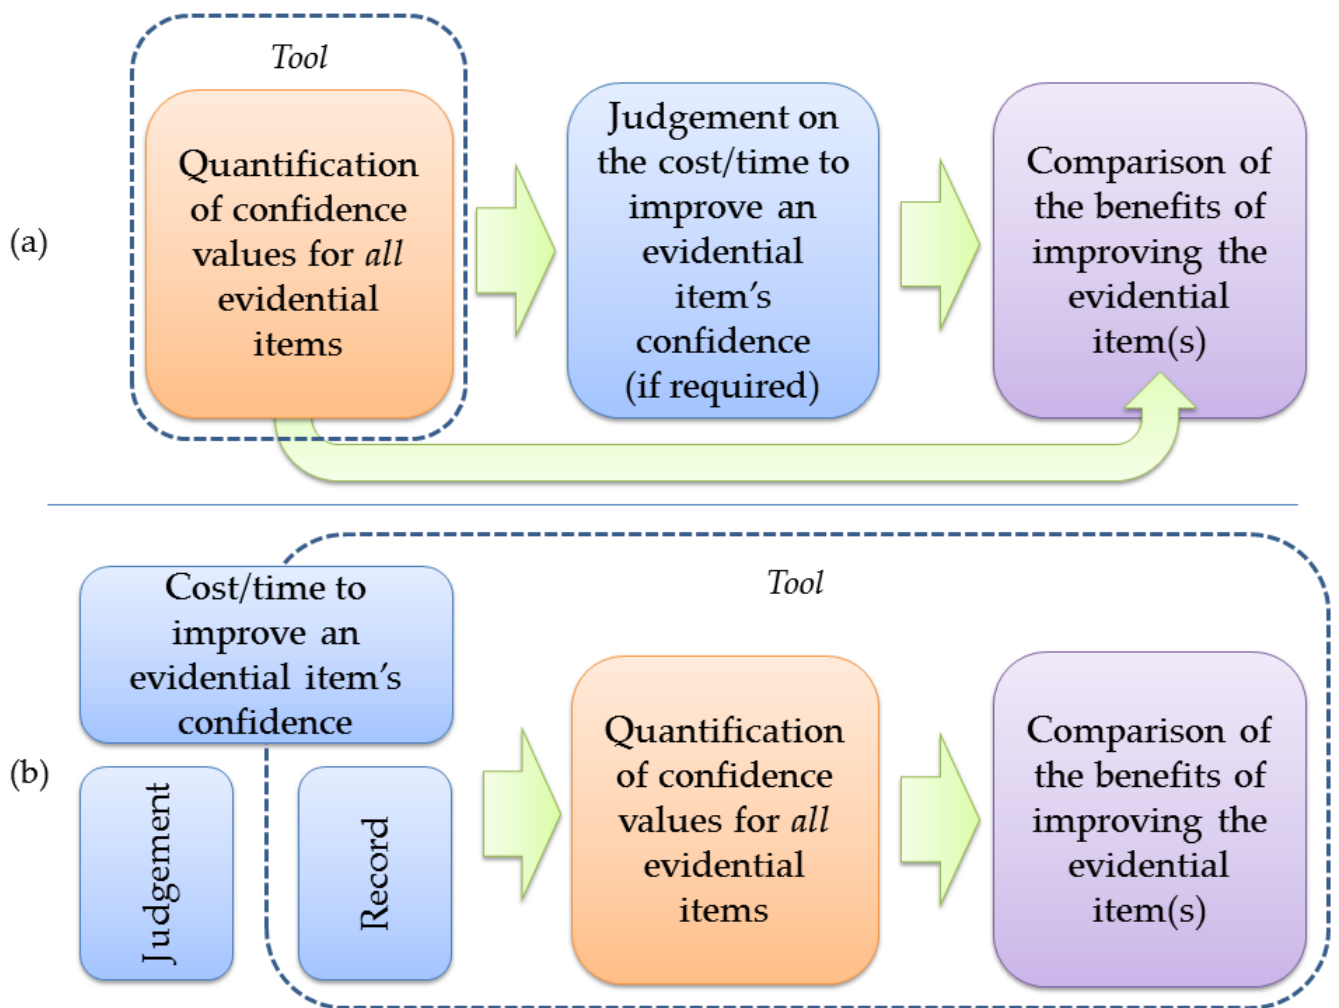 Tool
(a)
Quantification
of confidence
values for all
evidential
items
Judgement on
the cost/time to
improve an
evidential
item's
confidence
(if required)
Comparison of
the benefits of
improving the
evidential
item(s)
Tool
(b)
Cost/time to
improve an
evidential item's
confidence
Judgement
Record
Quantification
of confidence
values for all
evidential
items
Comparison of
the benefits of
improving the
evidential
item(s)